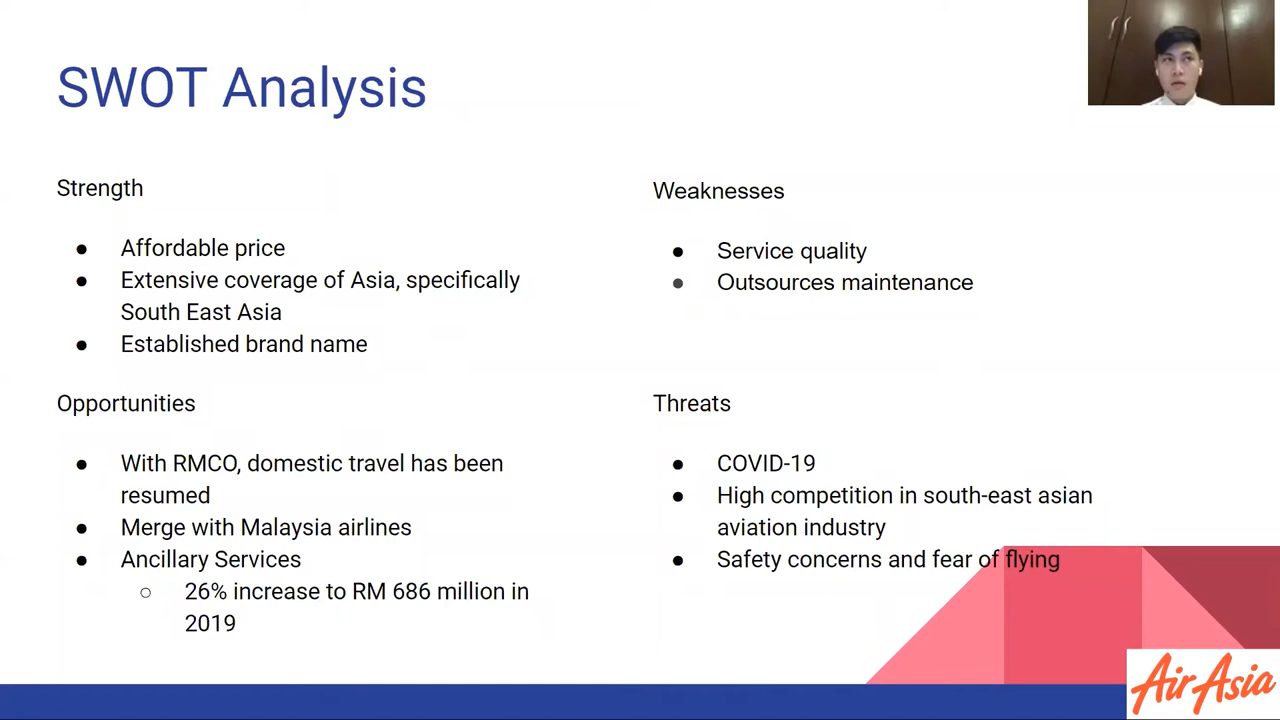 SWOT Analysis
Strength
Affordable price
Extensive coverage of Asia, specifically
South East Asia
Established brand name
Weaknesses
Service quality
Outsources maintenance
Opportunities
With RMCO, domestic travel has been
resumed
Merge with Malaysia airlines
Ancillary Services
26% increase to RM 686 million in
2019
Threats
COVID-19
High competition in south-east asian
aviation industry
Safety concerns and fear of flying
AirAsia